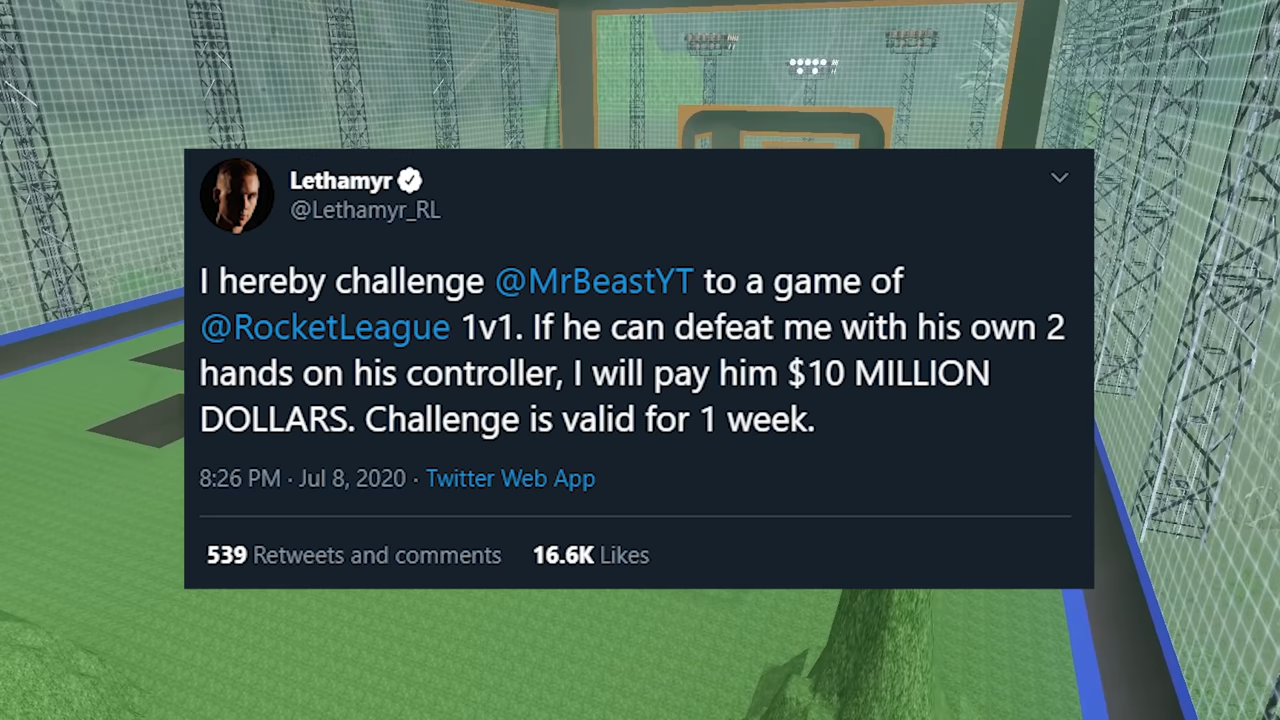 Lethamyr
@Lethamyr_RL
I hereby challenge @MrBeastYT to a game of
@RocketLeague 1v1. If he can defeat me with his own 2
hands on his controller, I will pay him $10 MILLION
DOLLARS. Challenge is valid for 1 week.
8:26 PM · Jul 8, 2020 · Twitter Web App
539 Retweets and comments 16.6K Likes